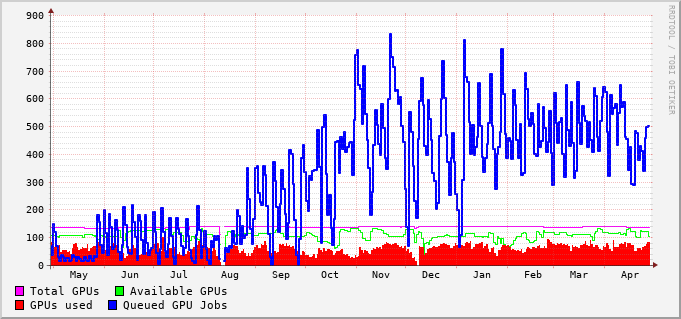 900
800
700
600
500
400
300
200
100
0
May Jun Jul Aug Sep Oct Nov Dec Jan Feb Mar Apr
Total GPUs Available GPUs
GPUs used Queued GPU Jobs
RRDTOOL / TOBI OETIKER